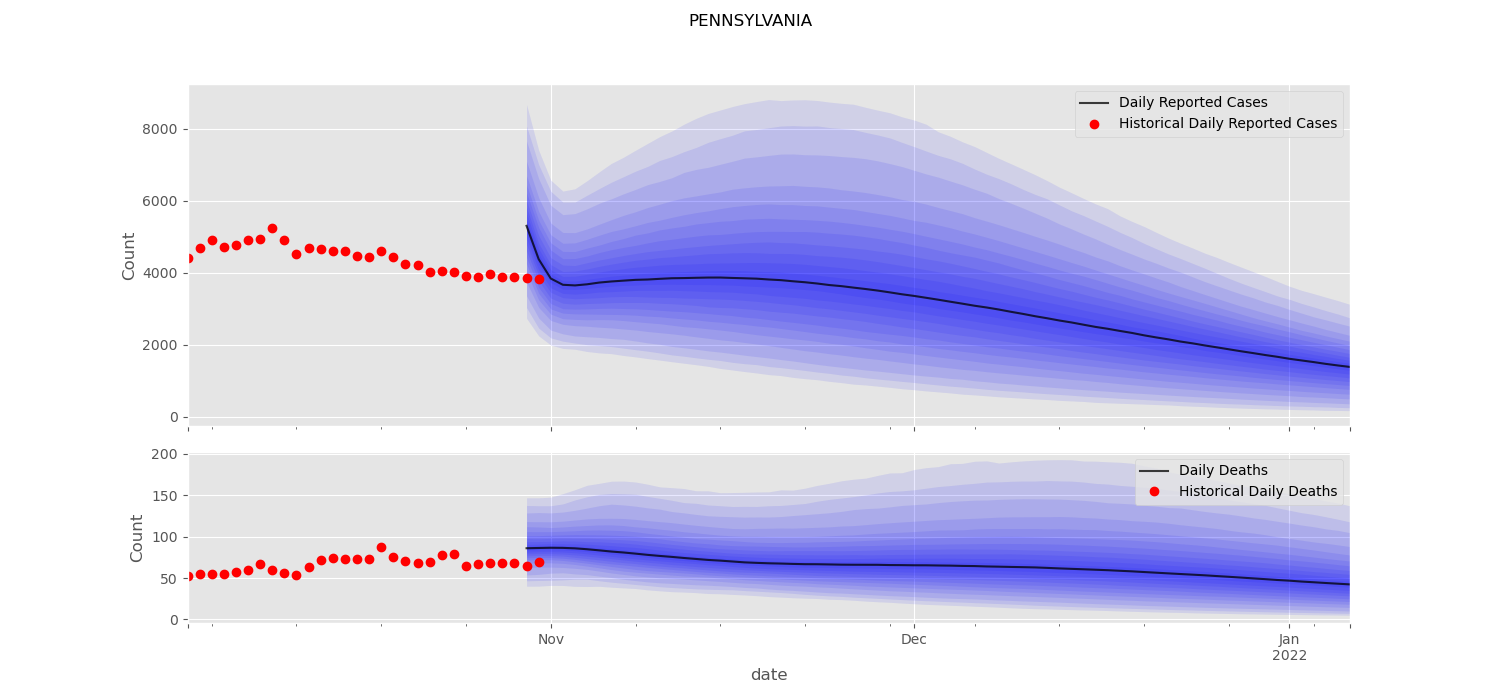 PENNSYLVANIA
Daily Reported Cases
Historical Daily Reported Cases
8000
6000
4000
2000
0
Count
Daily Deaths
Historical Daily Deaths
200
150
100
50
0
Count
Nov
Dec
Jan
2022
date